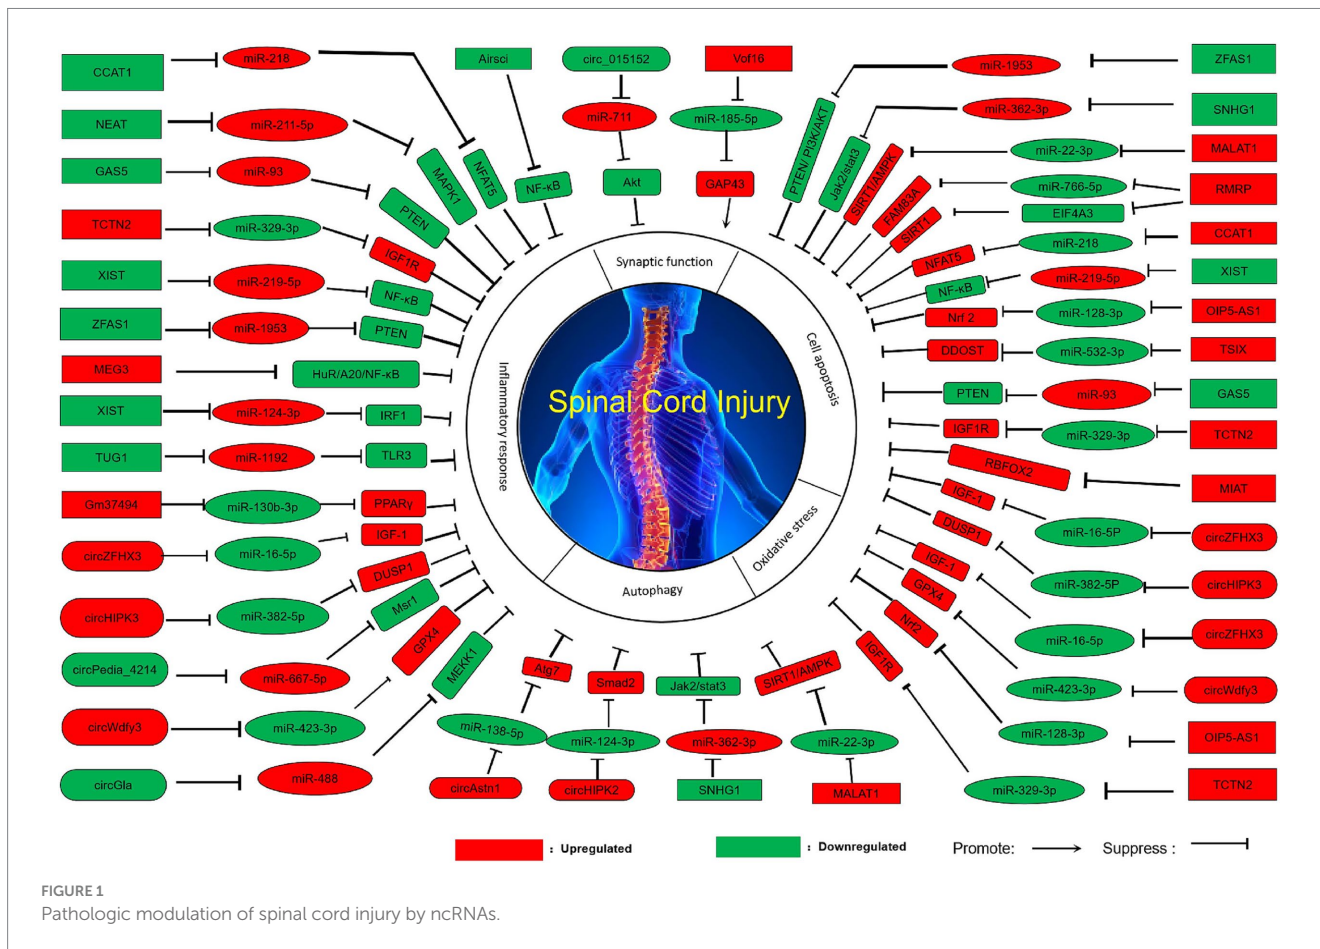 CCAT1
miR-218
NFAT5
NEAT
miR-211-5p
MAPK1
GAS5
miR-93
PTEN
TCTN2
miR-329-3p
IGF1R
XIST
miR-219-5p
NF-κB
ZFAS1
miR-1953
PTEN
MEG3
HuR/A20/NF-κB
XIST
miR-124-3p
IRF1
TUG1
miR-1192
TLR3
Gm37494
miR-130b-3p
PPARγ
circZFHX3
miR-16-5p
IGF-1
circHIPK3
miR-382-5p
DUSP1
circPedia_4214
miR-667-5p
Msr1
circWdfy3
miR-423-3p
GPX4
circGla
miR-488
MEKK1
Airsci
NF-κB
circ_015152
miR-711
Akt
Vof16
miR-185-5p
GAP43
ZFAS1
miR-1953
PTEN/ PI3K/AKT
SNHG1
miR-362-3p
Jak2/stat3
MALAT1
miR-22-3p
SIRT1/AMPK
RMRP
miR-766-5p
FAM83A
EIF4A3
SIRT1
CCAT1
miR-218
NFAT5
XIST
miR-219-5p
NF-κB
OIP5-AS1
miR-128-3p
Nrf 2
TSIX
miR-532-3p
DDOST
GAS5
miR-93
PTEN
TCTN2
miR-329-3p
IGF1R
MIAT
RBFOX2
circZFHX3
miR-16-5P
IGF-1
circHIPK3
miR-382-5P
DUSP1
circZFHX3
miR-16-5p
IGF-1
circWdfy3
miR-423-3p
GPX4
OIP5-AS1
miR-128-3p
Nrf2
TCTN2
miR-329-3p
IGF1R
Atg7
miR-138-5p
circAstn1
Smad2
miR-124-3p
circHIPK2
Jak2/stat3
miR-362-3p
SNHG1
SIRT1/AMPK
miR-22-3p
MALAT1
Synaptic function
Cell apoptosis
Oxidative stress
Autophagy
Inflammatory response
Spinal Cord Injury
: Upregulated
: Downregulated
Promote:
Suppress :
FIGURE 1
Pathologic modulation of spinal cord injury by ncRNAs.